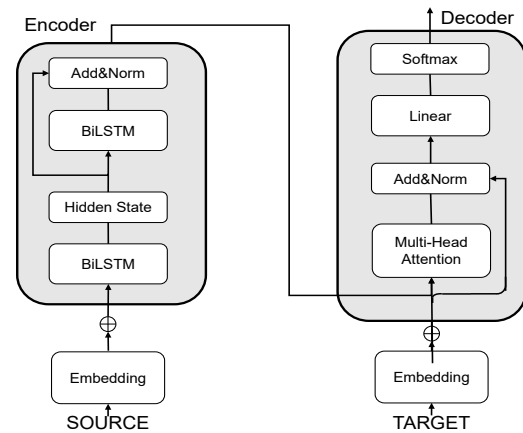 Encoder
Add&Norm
BiLSTM
Hidden State
BiLSTM
Embedding
SOURCE
Decoder
Softmax
Linear
Add&Norm
Multi-Head
Attention
Embedding
TARGET